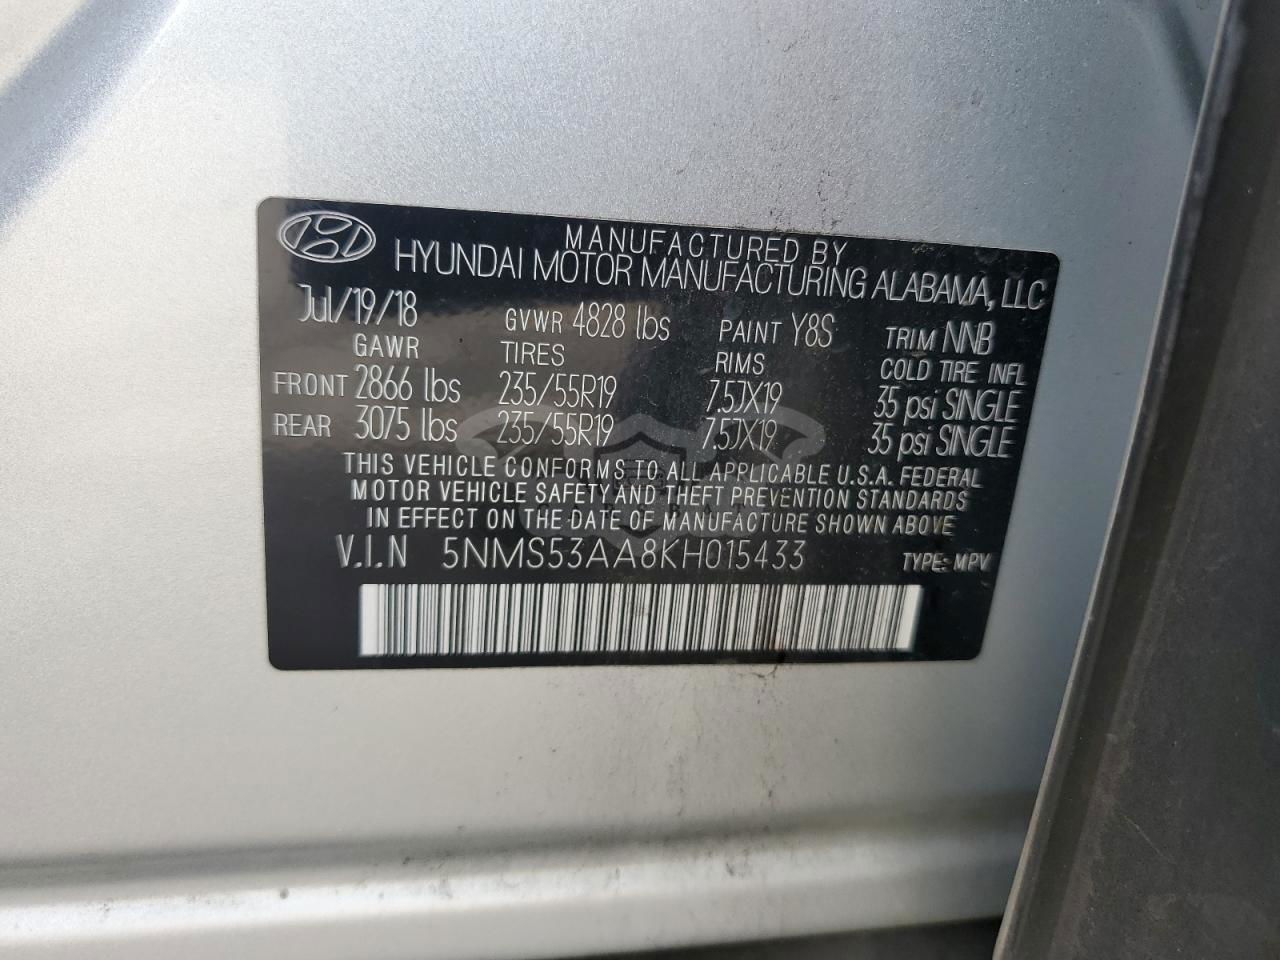 MANUFACTURED BY
HYUNDAI MOTOR MANUFACTURING ALABAMA, LLC
Jul/19/18 GVWR 4828 lbs PAINT Y8S TRIM NNB
GAWR TIRES RIMS COLD TIRE INFL
FRONT 2866 lbs 235/55R19 7.5JX19 35 psi SINGLE
REAR 3075 lbs 235/55R19 7.5JX19 35 psi SINGLE
THIS VEHICLE CONFORMS TO ALL APPLICABLE U.S.A. FEDERAL
MOTOR VEHICLE SAFETY AND THEFT PREVENTION STANDARDS
IN EFFECT ON THE DATE OF MANUFACTURE SHOWN ABOVE
V.I.N 5NMS53AA8KH015433 TYPE: MPV